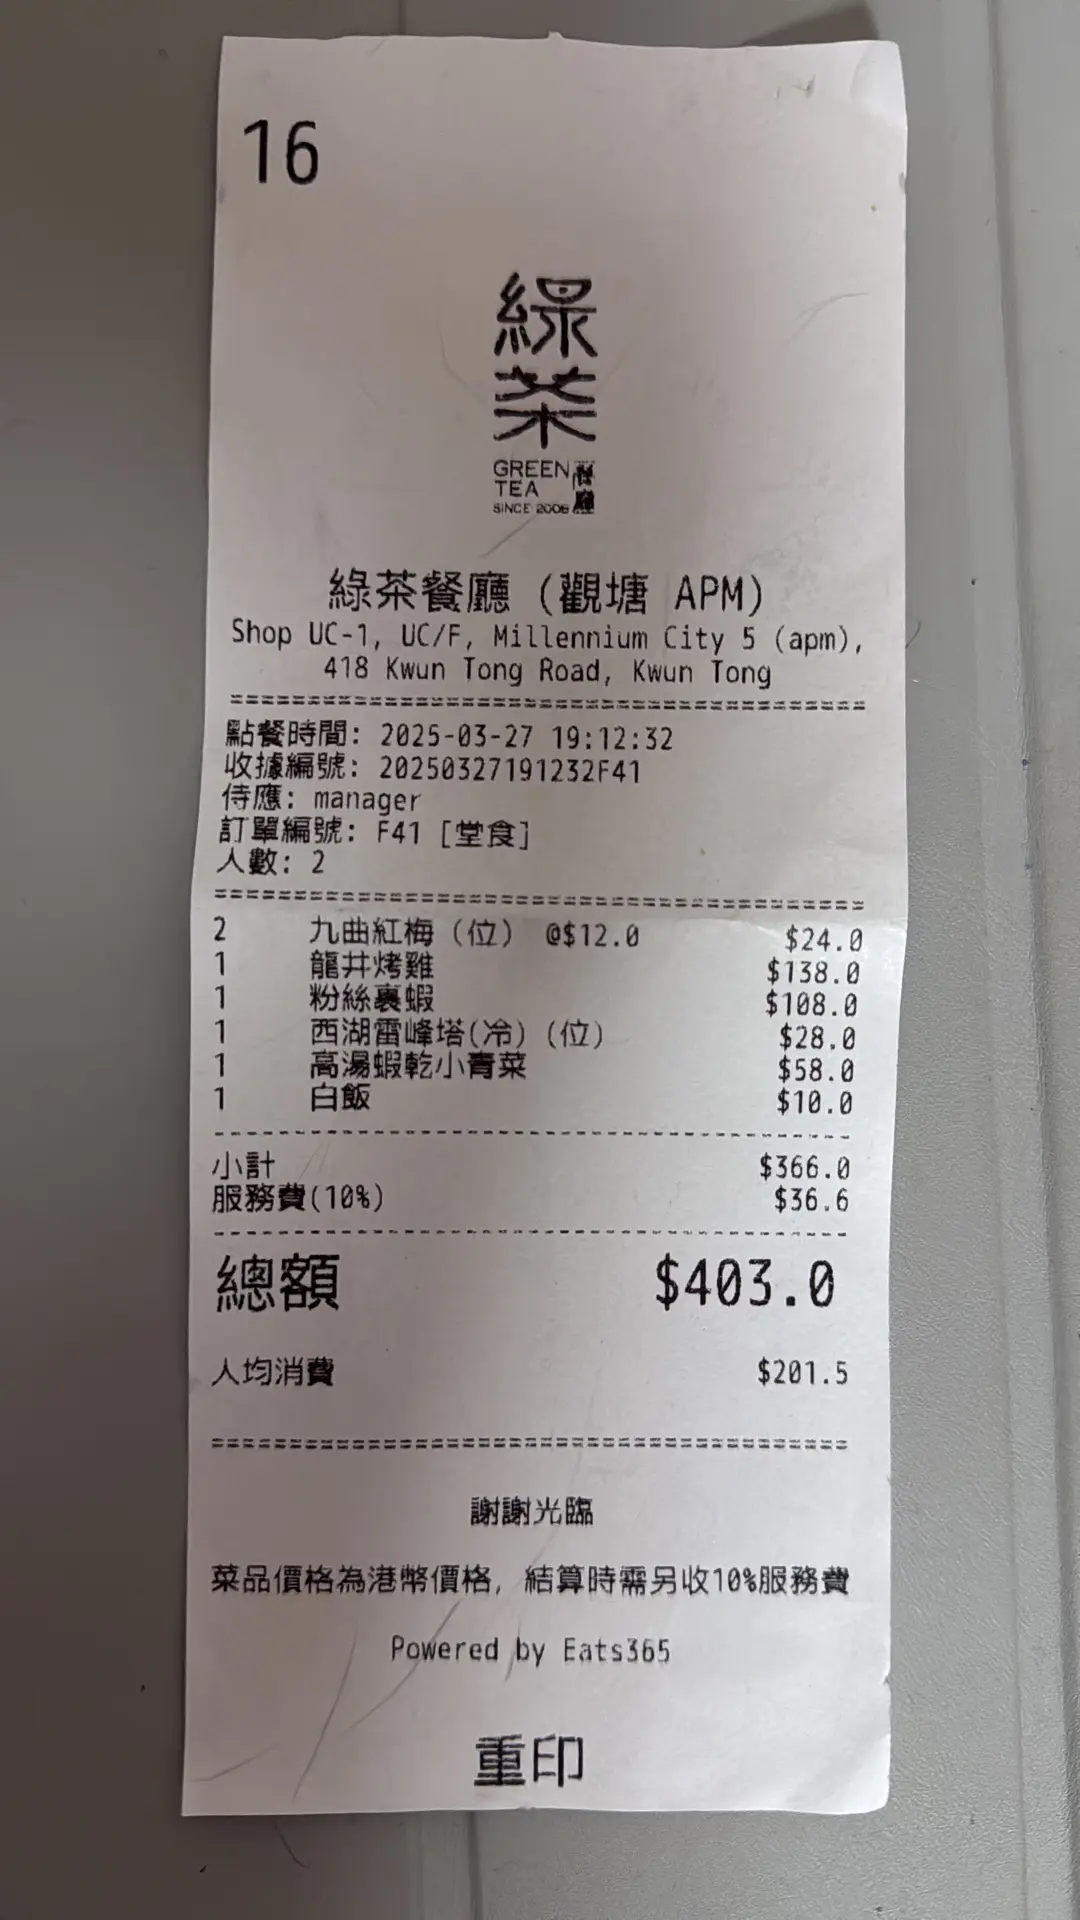 16
綠茶
GREEN TEA 餐廳
SINCE 2008
綠茶餐廳 (觀塘 APM)
Shop UC-1, UC/F, Millennium City 5 (apm),
418 Kwun Tong Road, Kwun Tong
點餐時間: 2025-03-27 19:12:32
收據編號: 20250327191232F41
侍應: manager
訂單編號: F41 [堂食]
人數: 2
2 九曲紅梅 (位) @$12.0 $24.0
1 龍井烤雞 $138.0
1 粉絲裹蝦 $108.0
1 西湖雷峰塔(冷) (位) $28.0
1 高湯蝦乾小青菜 $58.0
1 白飯 $10.0
小計 $366.0
服務費(10%) $36.6
總額 $403.0
人均消費 $201.5
謝謝光臨
菜品價格為港幣價格, 結算時需另收10%服務費
Powered by Eats365
重印